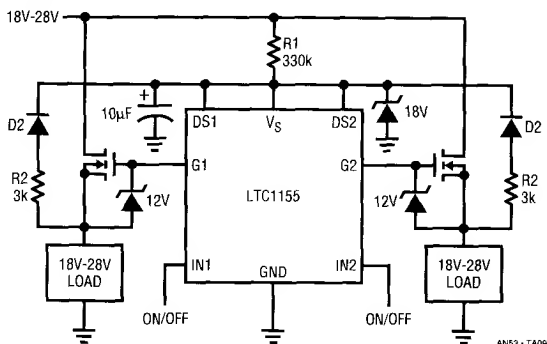 18V-28V
R1
330k
+
10µF
DS1
VS
DS2
18V
D2
D2
R2
3k
R2
3k
G1
G2
LTC1155
12V
12V
18V-28V
LOAD
18V-28V
LOAD
IN1
GND
IN2
ON/OFF
ON/OFF
AN53 • TA09